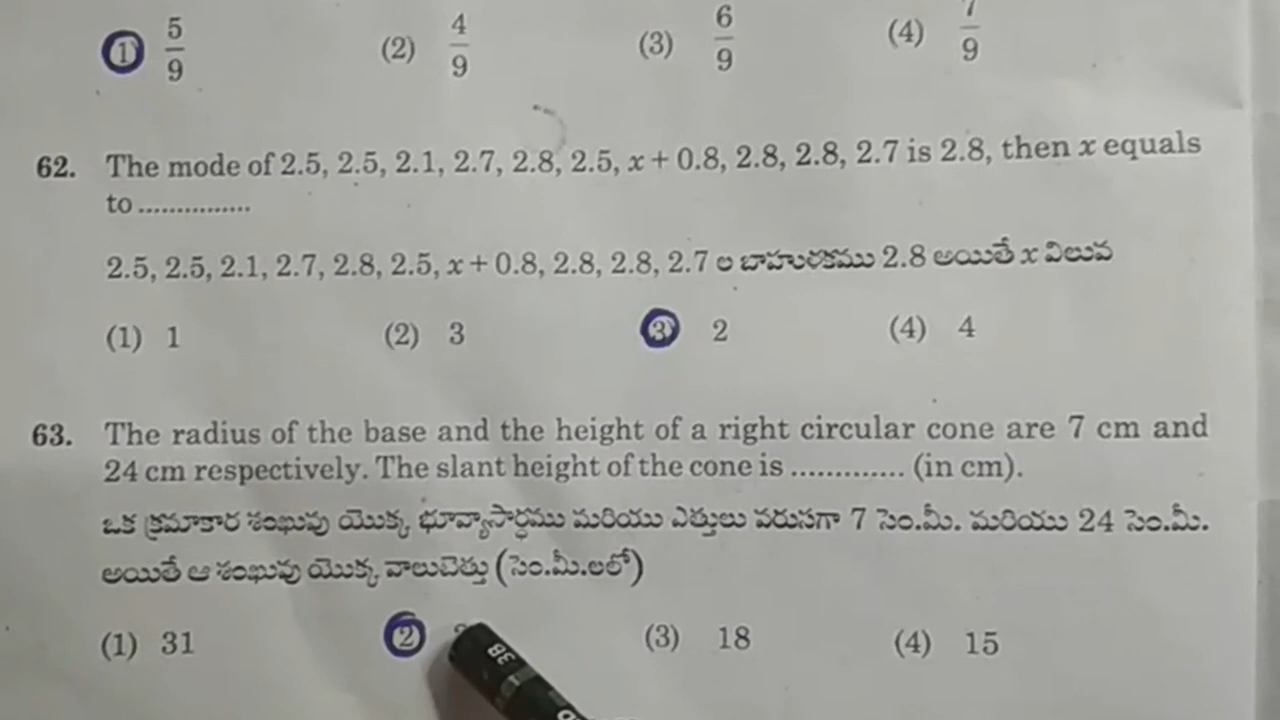 (1) 5/9 (2) 4/9 (3) 6/9 (4) 7/9
62. The mode of 2.5, 2.5, 2.1, 2.7, 2.8, 2.5, x + 0.8, 2.8, 2.8, 2.7 is 2.8, then x equals
to ...............
2.5, 2.5, 2.1, 2.7, 2.8, 2.5, x + 0.8, 2.8, 2.8, 2.7 ల బాహుళకము 2.8 అయితే x విలువ
(1) 1 (2) 3 (3) 2 (4) 4
63. The radius of the base and the height of a right circular cone are 7 cm and
24 cm respectively. The slant height of the cone is ............. (in cm).
ఒక క్రమాకార శంఖువు యొక్క భూవ్యాసార్ధము మరియు ఎత్తులు వరుసగా 7 సెం.మీ. మరియు 24 సెం.మీ.
అయితే ఆ శంఖువు యొక్క వాలుచెత్తు (సెం.మీ.లలో)
(1) 31 (2) (3) 18 (4) 15
3B